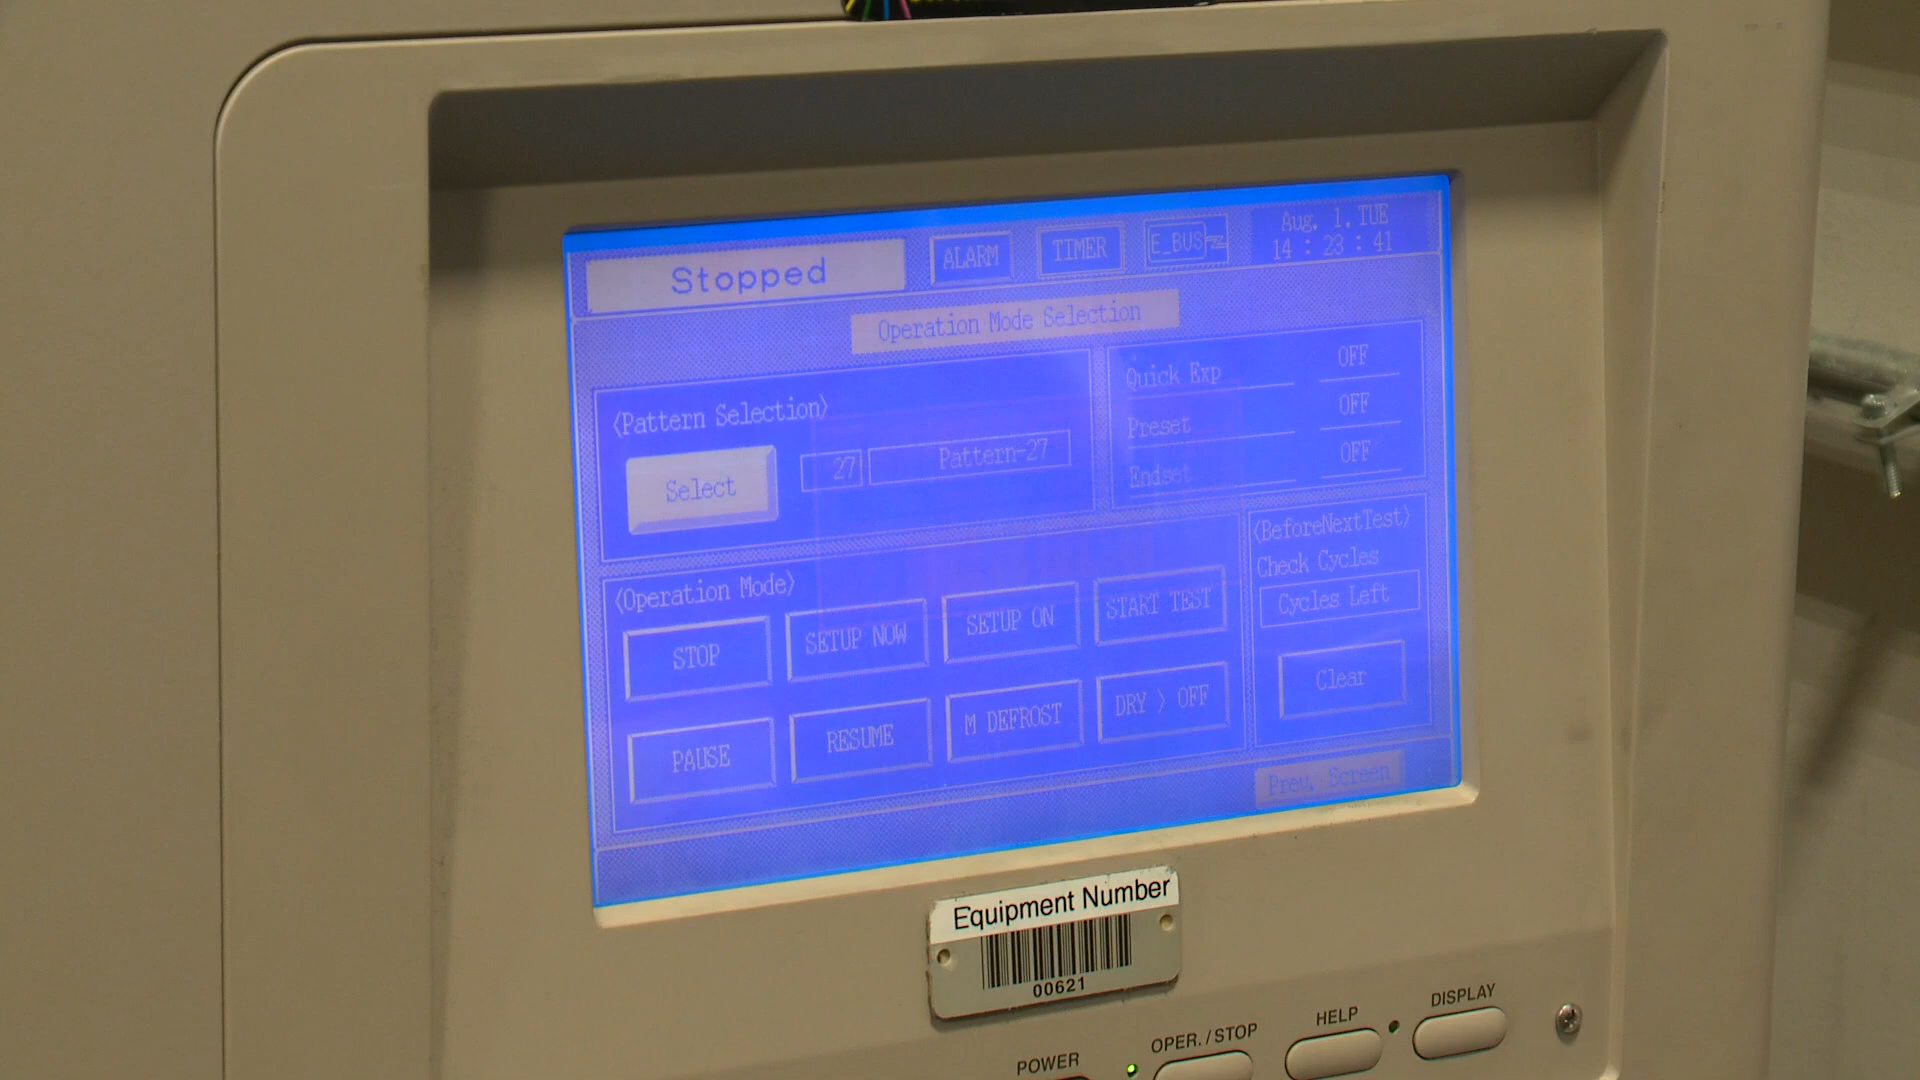 Stopped
ALARM
TIMER
E_BUS
Aug. 1. TUE
14 : 23 : 41
Operation Mode Selection
<Pattern Selection>
Select
27
Pattern-27
Quick Exp OFF
Preset OFF
Endset OFF
<Operation Mode>
STOP
SETUP NOW
SETUP ON
START TEST
PAUSE
RESUME
M DEFROST
DRY > OFF
<BeforeNextTest>
Check Cycles
Cycles Left
Clear
Prev. Screen
Equipment Number
00621
POWER
OPER./STOP
HELP
DISPLAY